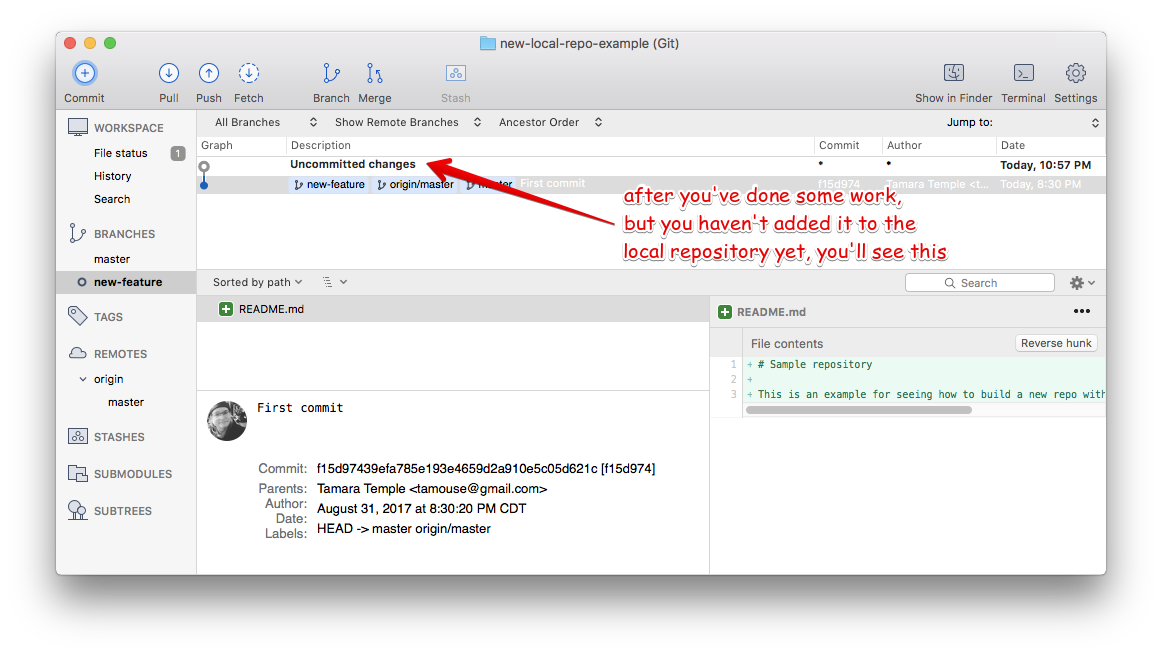 new-local-repo-example (Git)
Commit
Pull
Push
Fetch
Branch
Merge
Stash
Show in Finder
Terminal
Settings
WORKSPACE
File status 1
History
Search
BRANCHES
master
new-feature
TAGS
REMOTES
origin
master
STASHES
SUBMODULES
SUBTREES
All Branches
Show Remote Branches
Ancestor Order
Jump to:
Graph
Description
Commit
Author
Date
Uncommitted changes * * Today, 10:57 PM
new-feature origin/master master First commit f15d974 Tamara Temple <t... Today, 8:30 PM
after you've done some work,
but you haven't added it to the
local repository yet, you'll see this
Sorted by path
Search
README.md
First commit
Commit: f15d97439efa785e193e4659d2a910e5c05d621c [f15d974]
Parents: Tamara Temple <tamouse@gmail.com>
Author: August 31, 2017 at 8:30:20 PM CDT
Date:
Labels: HEAD -> master origin/master
README.md
File contents
Reverse hunk
1 + # Sample repository
2 +
3 + This is an example for seeing how to build a new repo with